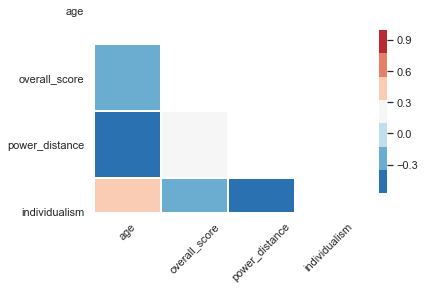 age
overall_score
power_distance
individualism
age
overall_score
power_distance
individualism
0.9
0.6
0.3
0.0
−0.3